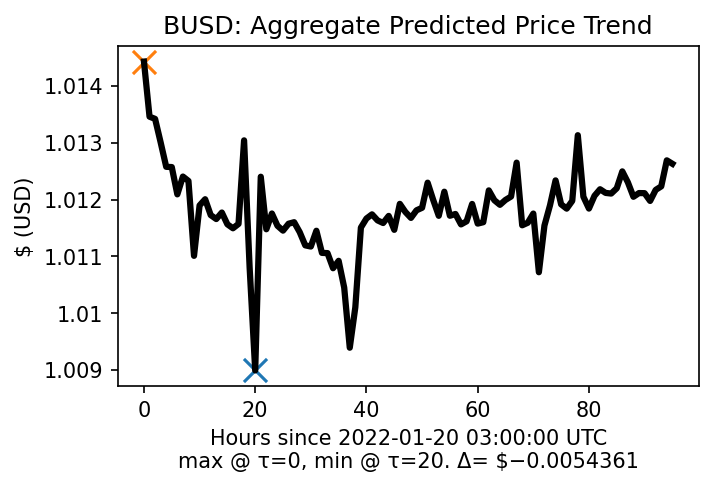 BUSD: Aggregate Predicted Price Trend
$ (USD)
1.014
1.013
1.012
1.011
1.01
1.009
0 20 40 60 80
Hours since 2022-01-20 03:00:00 UTC
max @ τ=0, min @ τ=20. Δ= $−0.0054361